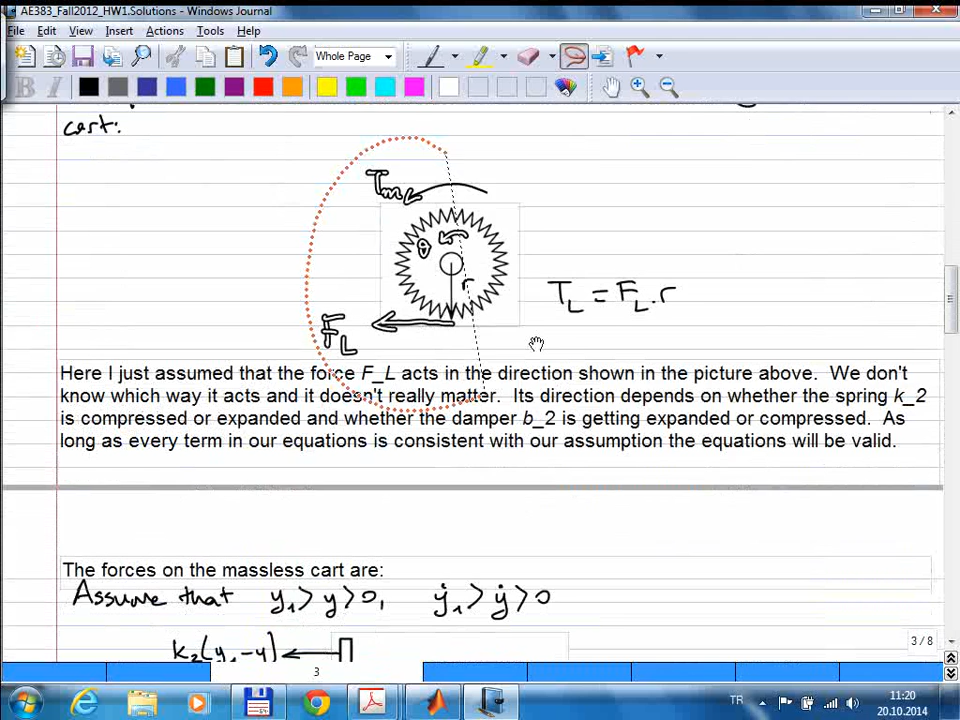 AE383_Fall2012_HW1.Solutions - Windows Journal
File Edit View Insert Actions Tools Help
Whole Page
B I
cart:
Tm
θ
r
FL
TL = FL.r
Here I just assumed that the force F_L acts in the direction shown in the picture above. We don't
know which way it acts and it doesn't really matter. Its direction depends on whether the spring k_2
is compressed or expanded and whether the damper b_2 is getting expanded or compressed. As
long as every term in our equations is consistent with our assumption the equations will be valid.
The forces on the massless cart are:
Assume that y₁ > y > 0, ẏ₁ > ẏ > 0
k₂(y₁-y)
3 / 8
3
TR
11:20
20.10.2014